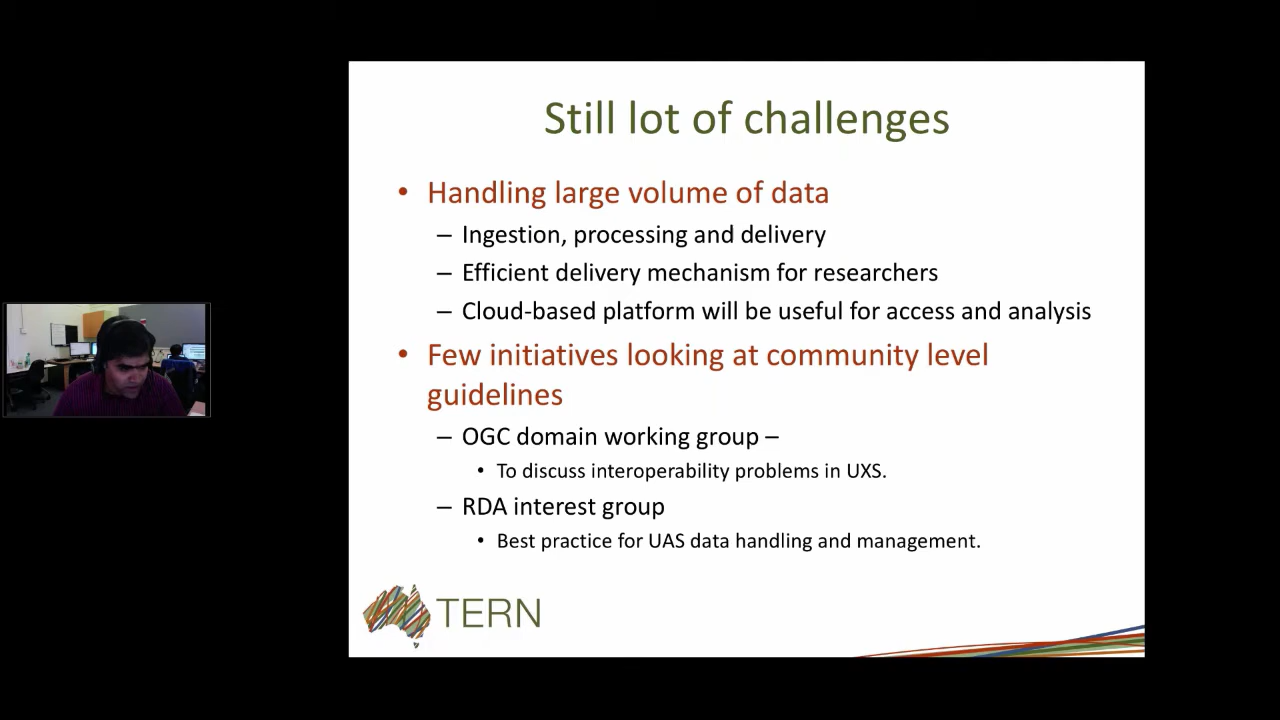 Still lot of challenges
• Handling large volume of data
– Ingestion, processing and delivery
– Efficient delivery mechanism for researchers
– Cloud-based platform will be useful for access and analysis
• Few initiatives looking at community level
guidelines
– OGC domain working group –
• To discuss interoperability problems in UXS.
– RDA interest group
• Best practice for UAS data handling and management.
TERN